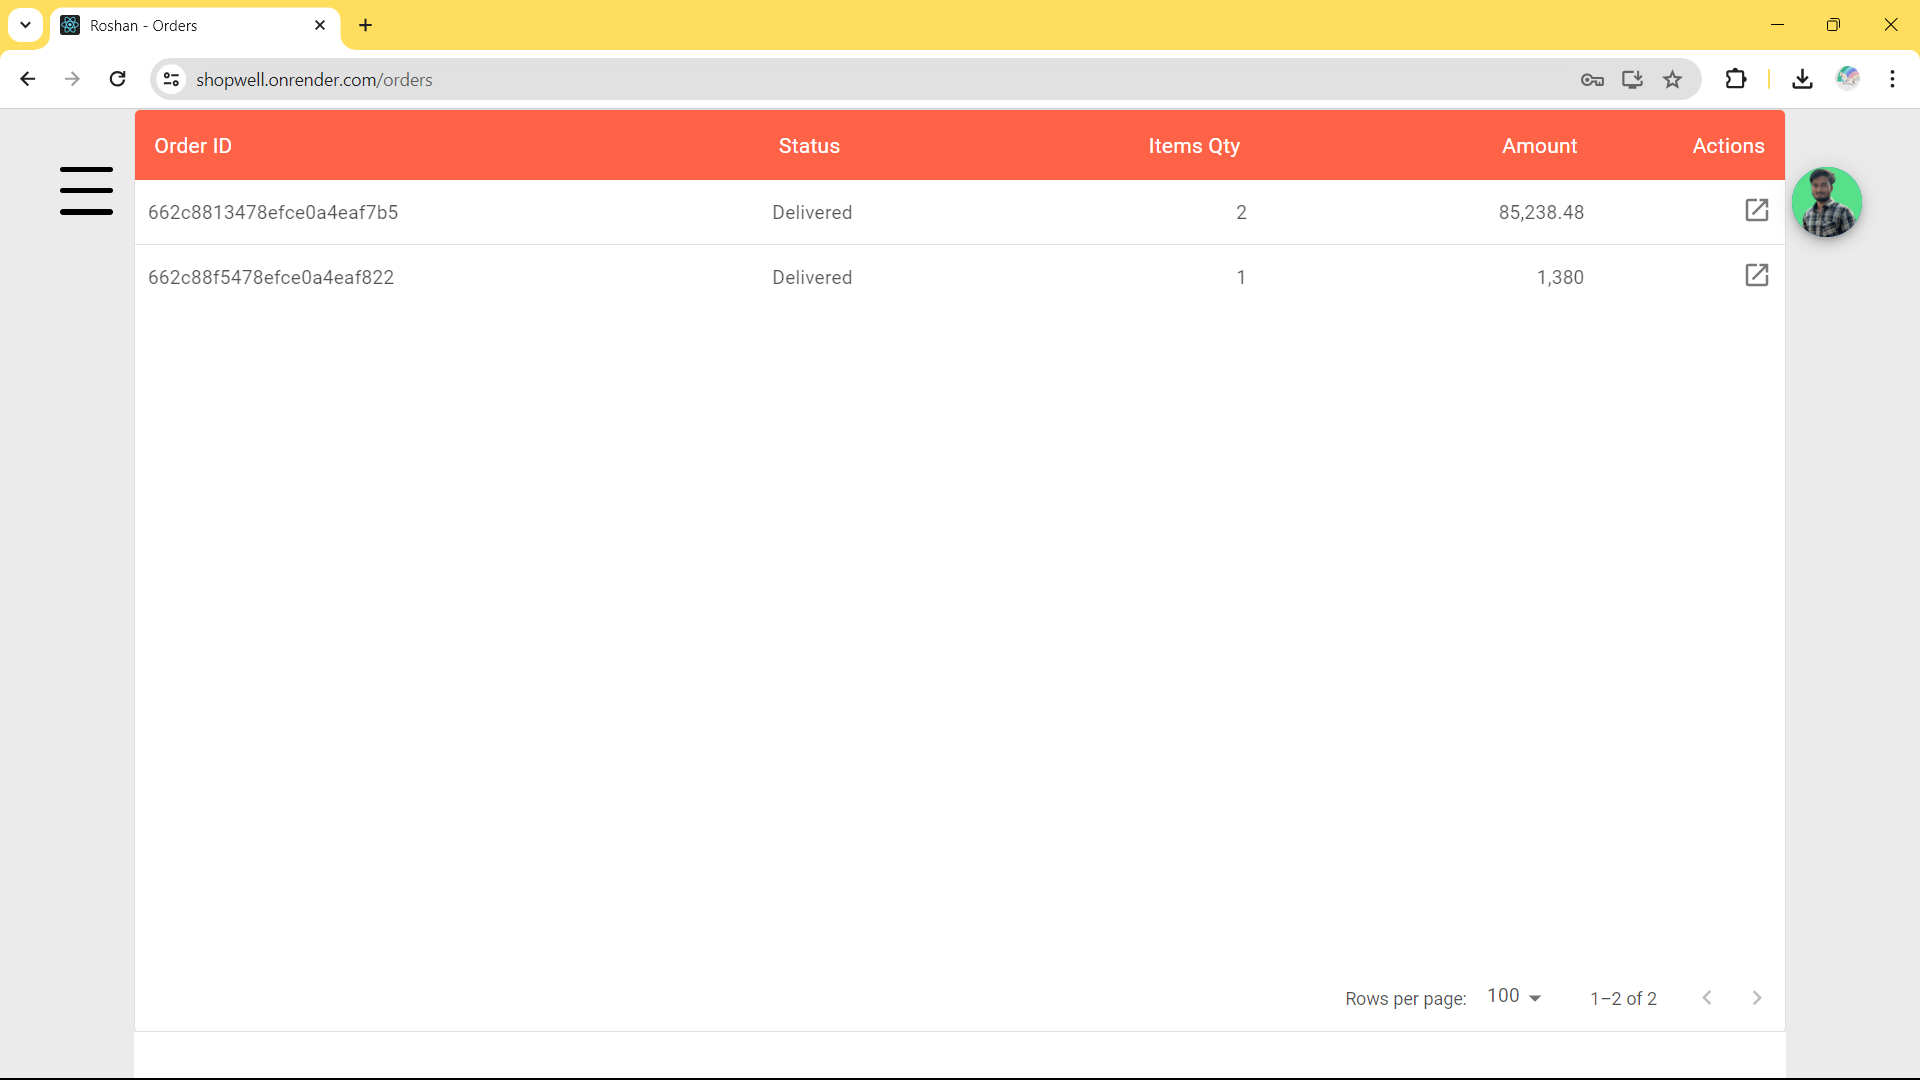 Roshan - Orders
shopwell.onrender.com/orders
Order ID Status Items Qty Amount Actions
662c8813478efce0a4eaf7b5 Delivered 2 85,238.48
662c88f5478efce0a4eaf822 Delivered 1 1,380
Rows per page: 100 1–2 of 2